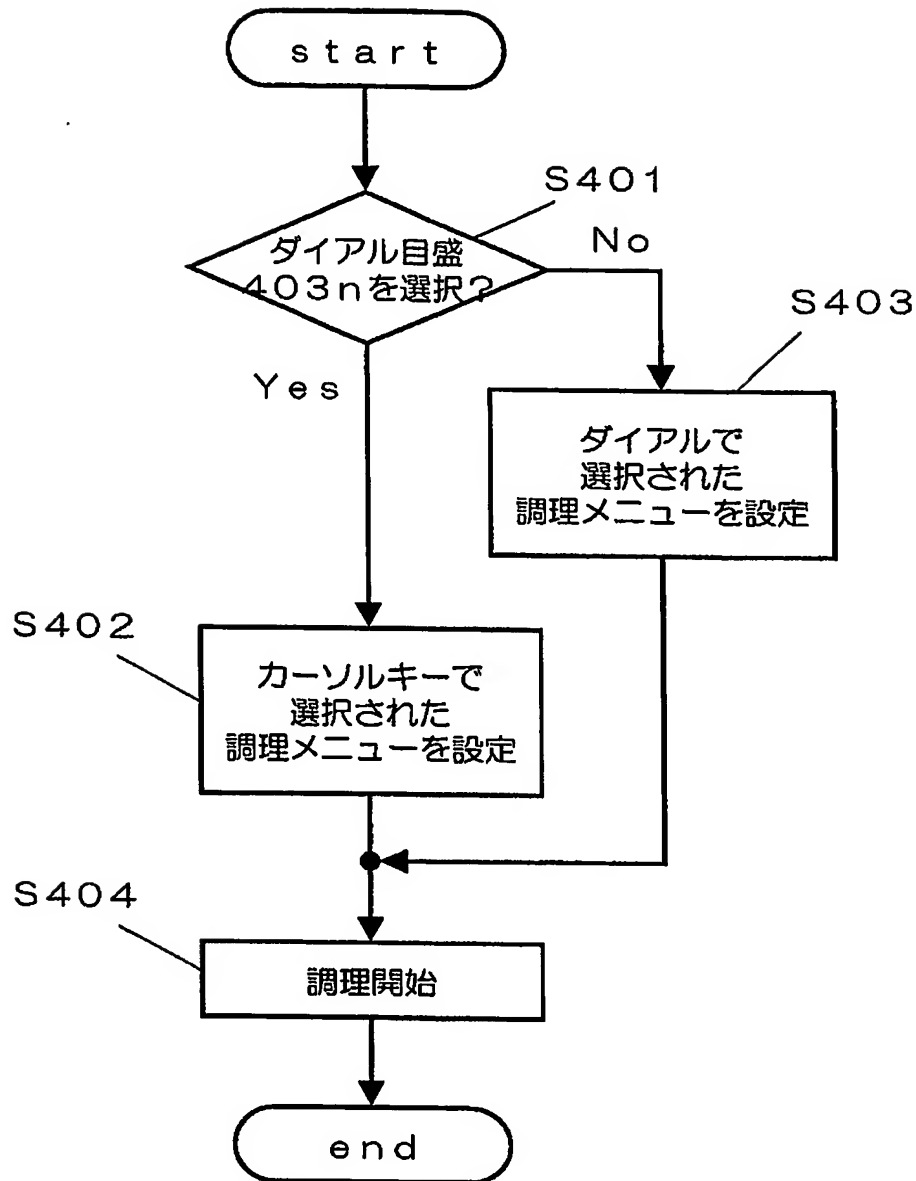 start
S401
ダイアル目盛
403nを選択?
No
Yes
S403
ダイアルで
選択された
調理メニューを設定
S402
カーソルキーで
選択された
調理メニューを設定
S404
調理開始
end